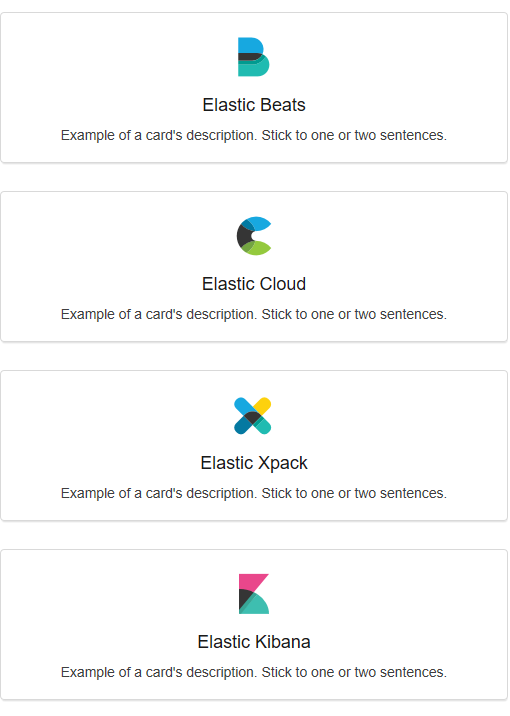 Elastic Beats
Example of a card's description. Stick to one or two sentences.
Elastic Cloud
Example of a card's description. Stick to one or two sentences.
Elastic Xpack
Example of a card's description. Stick to one or two sentences.
Elastic Kibana
Example of a card's description. Stick to one or two sentences.